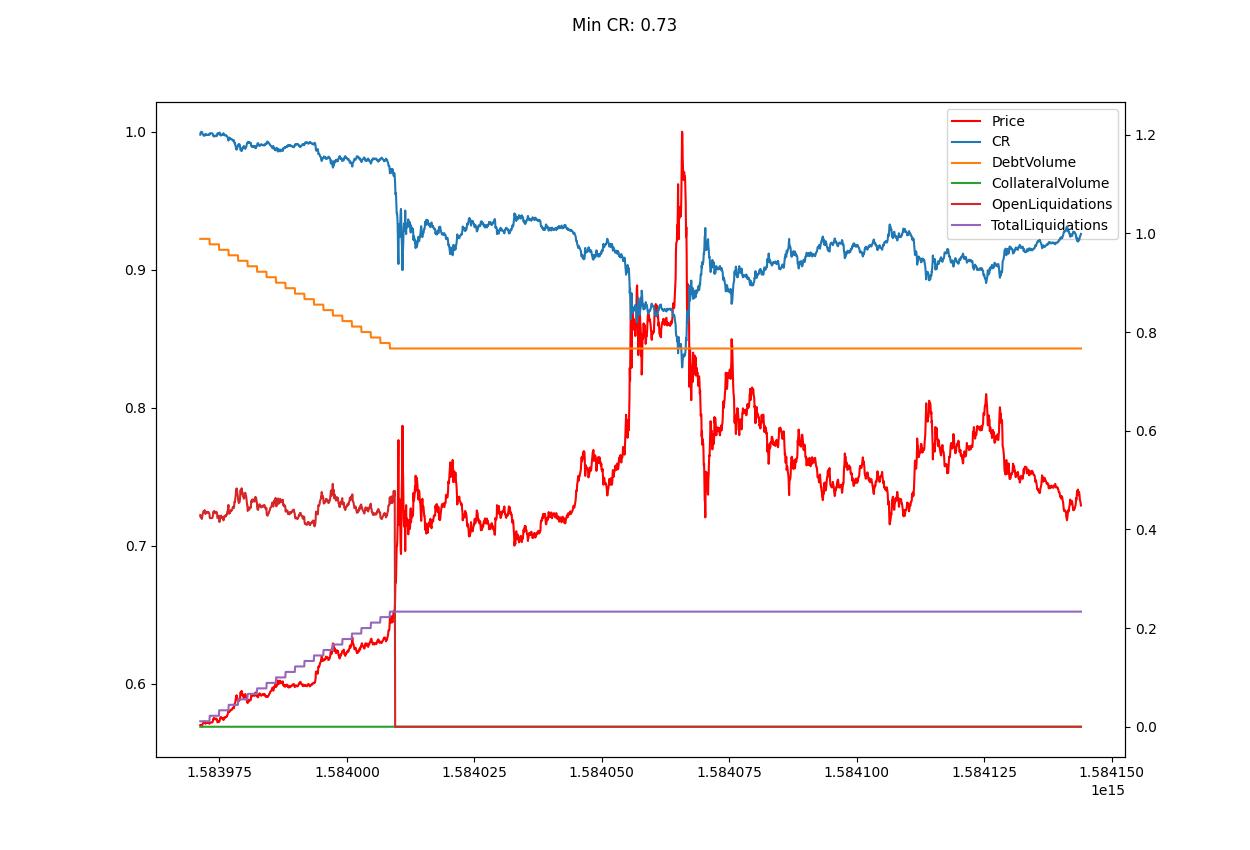 Min CR: 0.73
1.0
0.9
0.8
0.7
0.6
1.2
1.0
0.8
0.6
0.4
0.2
0.0
Price
CR
DebtVolume
CollateralVolume
OpenLiquidations
TotalLiquidations
1.583975 1.584000 1.584025 1.584050 1.584075 1.584100 1.584125 1.584150
1e15